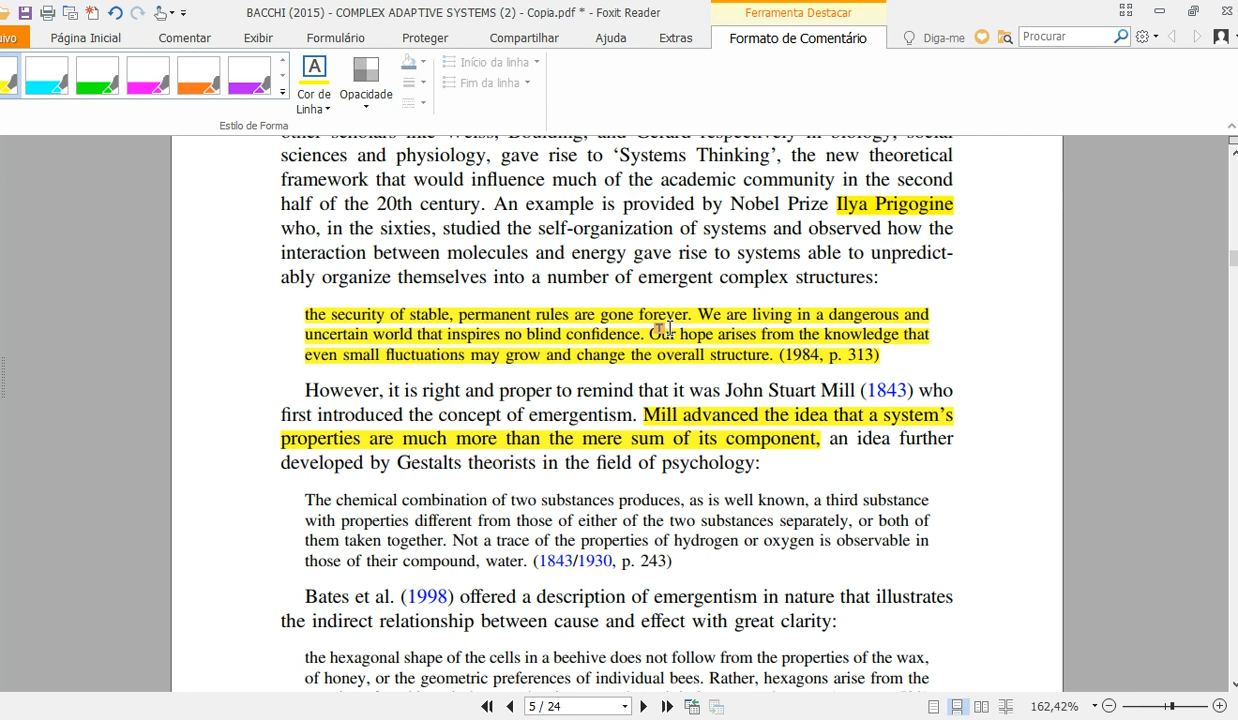 BACCHI (2015) - COMPLEX ADAPTIVE SYSTEMS (2) - Copia.pdf * - Foxit Reader
Ferramenta Destacar
Página Inicial Comentar Exibir Formulário Proteger Compartilhar Ajuda Extras Formato de Comentário Diga-me Procurar
A Cor de Linha Opacidade Início da linha
Fim da linha
Estilo de Forma
sciences and physiology, gave rise to ‘Systems Thinking’, the new theoretical
framework that would influence much of the academic community in the second
half of the 20th century. An example is provided by Nobel Prize Ilya Prigogine
who, in the sixties, studied the self-organization of systems and observed how the
interaction between molecules and energy gave rise to systems able to unpredict-
ably organize themselves into a number of emergent complex structures:
the security of stable, permanent rules are gone forever. We are living in a dangerous and
uncertain world that inspires no blind confidence. Our hope arises from the knowledge that
even small fluctuations may grow and change the overall structure. (1984, p. 313)
However, it is right and proper to remind that it was John Stuart Mill (1843) who
first introduced the concept of emergentism. Mill advanced the idea that a system’s
properties are much more than the mere sum of its component, an idea further
developed by Gestalts theorists in the field of psychology:
The chemical combination of two substances produces, as is well known, a third substance
with properties different from those of either of the two substances separately, or both of
them taken together. Not a trace of the properties of hydrogen or oxygen is observable in
those of their compound, water. (1843/1930, p. 243)
Bates et al. (1998) offered a description of emergentism in nature that illustrates
the indirect relationship between cause and effect with great clarity:
the hexagonal shape of the cells in a beehive does not follow from the properties of the wax,
of honey, or the geometric preferences of individual bees. Rather, hexagons arise from the
5 / 24
162,42%